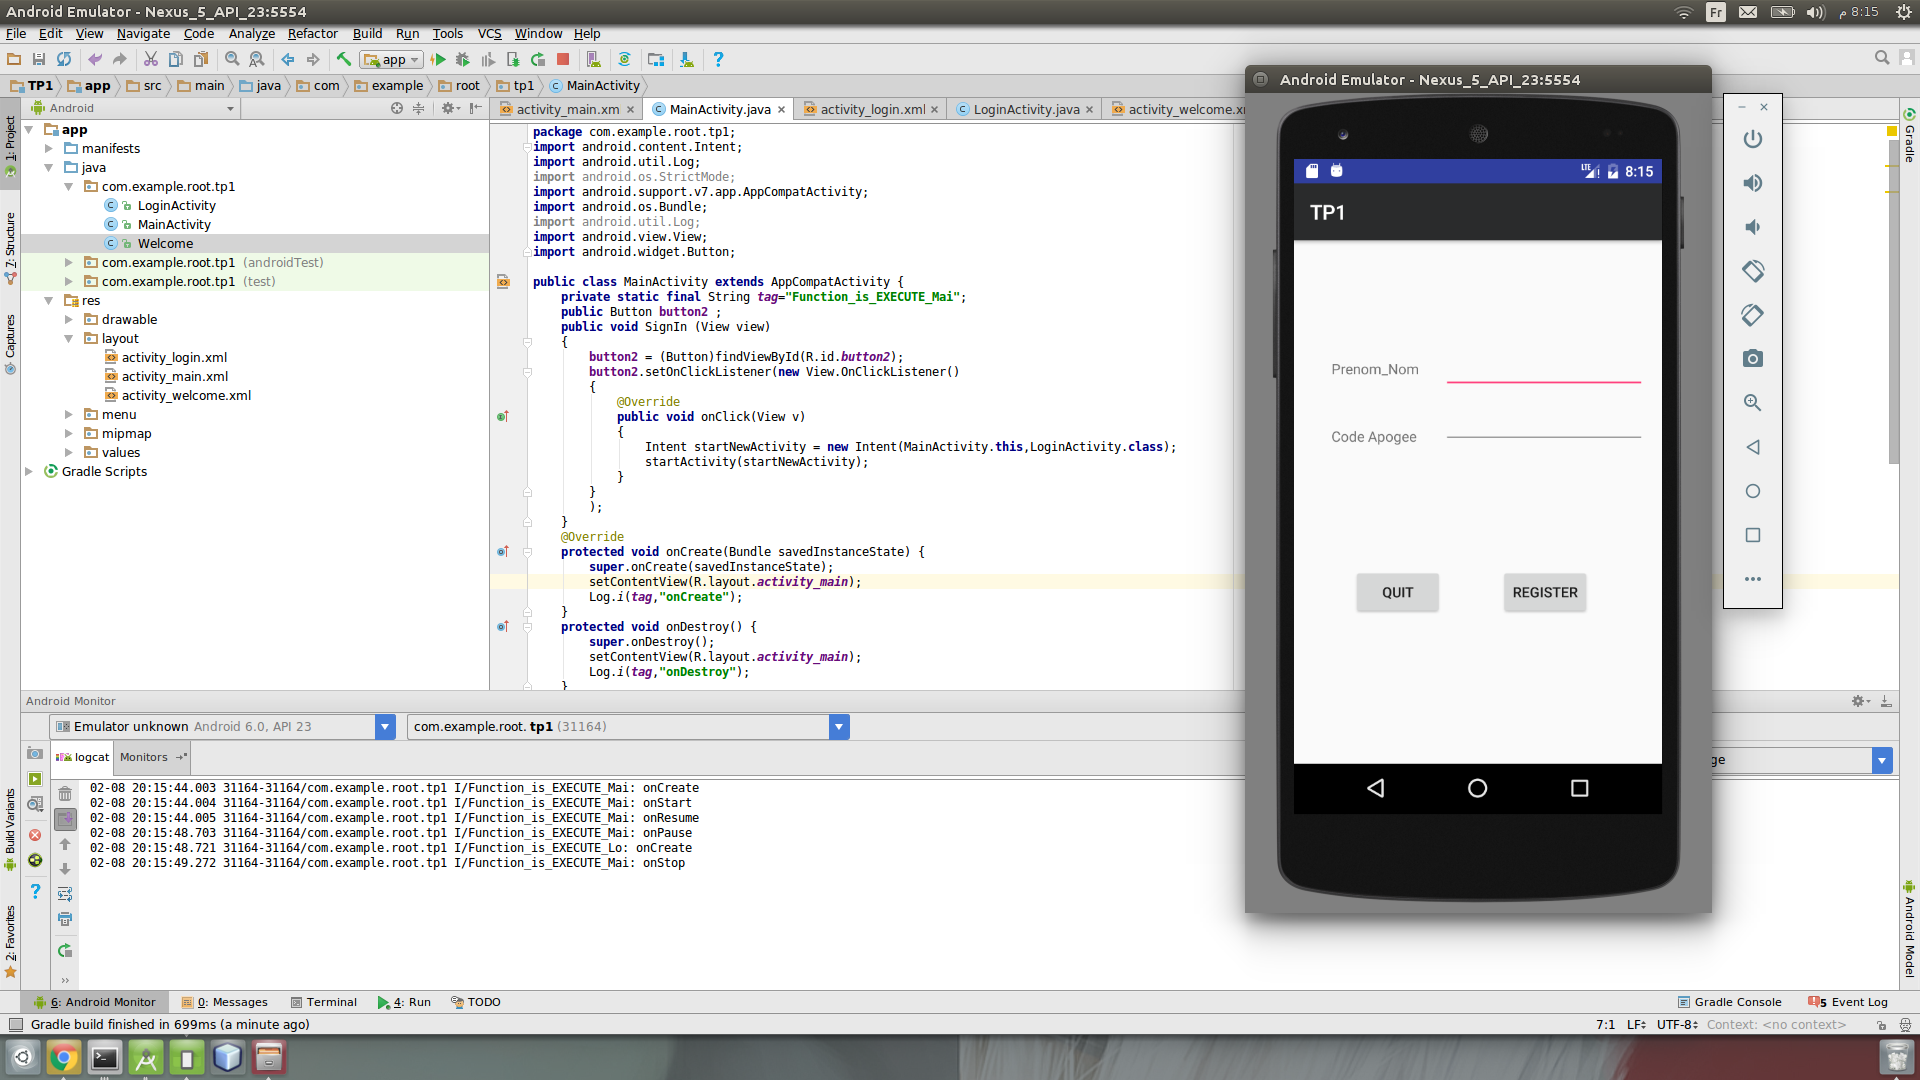 Android Emulator - Nexus_5_API_23:5554
Fr
8:15 م
File Edit View Navigate Code Analyze Refactor Build Run Tools VCS Window Help
app
TP1 app src main java com example root tp1 MainActivity
Android
activity_main.xm MainActivity.java activity_login.xml LoginActivity.java activity_welcome.xm
1: Project
7: Structure
Captures
Build Variants
2: Favorites
app
manifests
java
com.example.root.tp1
LoginActivity
MainActivity
Welcome
com.example.root.tp1 (androidTest)
com.example.root.tp1 (test)
res
drawable
layout
activity_login.xml
activity_main.xml
activity_welcome.xml
menu
mipmap
values
Gradle Scripts
package com.example.root.tp1;
import android.content.Intent;
import android.util.Log;
import android.os.StrictMode;
import android.support.v7.app.AppCompatActivity;
import android.os.Bundle;
import android.util.Log;
import android.view.View;
import android.widget.Button;
public class MainActivity extends AppCompatActivity {
private static final String tag="Function_is_EXECUTE_Mai";
public Button button2 ;
public void SignIn (View view)
{
button2 = (Button)findViewById(R.id.button2);
button2.setOnClickListener(new View.OnClickListener()
{
@Override
public void onClick(View v)
{
Intent startNewActivity = new Intent(MainActivity.this,LoginActivity.class);
startActivity(startNewActivity);
}
}
);
}
@Override
protected void onCreate(Bundle savedInstanceState) {
super.onCreate(savedInstanceState);
setContentView(R.layout.activity_main);
Log.i(tag,"onCreate");
}
protected void onDestroy() {
super.onDestroy();
setContentView(R.layout.activity_main);
Log.i(tag,"onDestroy");
}
Android Emulator - Nexus_5_API_23:5554
LTE 8:15
TP1
Prenom_Nom
Code Apogee
QUIT REGISTER
Gradle
Android Model
Android Monitor
Emulator unknown Android 6.0, API 23
com.example.root.tp1 (31164)
logcat Monitors
ge
02-08 20:15:44.003 31164-31164/com.example.root.tp1 I/Function_is_EXECUTE_Mai: onCreate
02-08 20:15:44.004 31164-31164/com.example.root.tp1 I/Function_is_EXECUTE_Mai: onStart
02-08 20:15:44.005 31164-31164/com.example.root.tp1 I/Function_is_EXECUTE_Mai: onResume
02-08 20:15:48.703 31164-31164/com.example.root.tp1 I/Function_is_EXECUTE_Mai: onPause
02-08 20:15:48.721 31164-31164/com.example.root.tp1 I/Function_is_EXECUTE_Lo: onCreate
02-08 20:15:49.272 31164-31164/com.example.root.tp1 I/Function_is_EXECUTE_Mai: onStop
6: Android Monitor 0: Messages Terminal 4: Run TODO
Gradle Console 5 Event Log
Gradle build finished in 699ms (a minute ago)
7:1 LF UTF-8 Context: <no context>